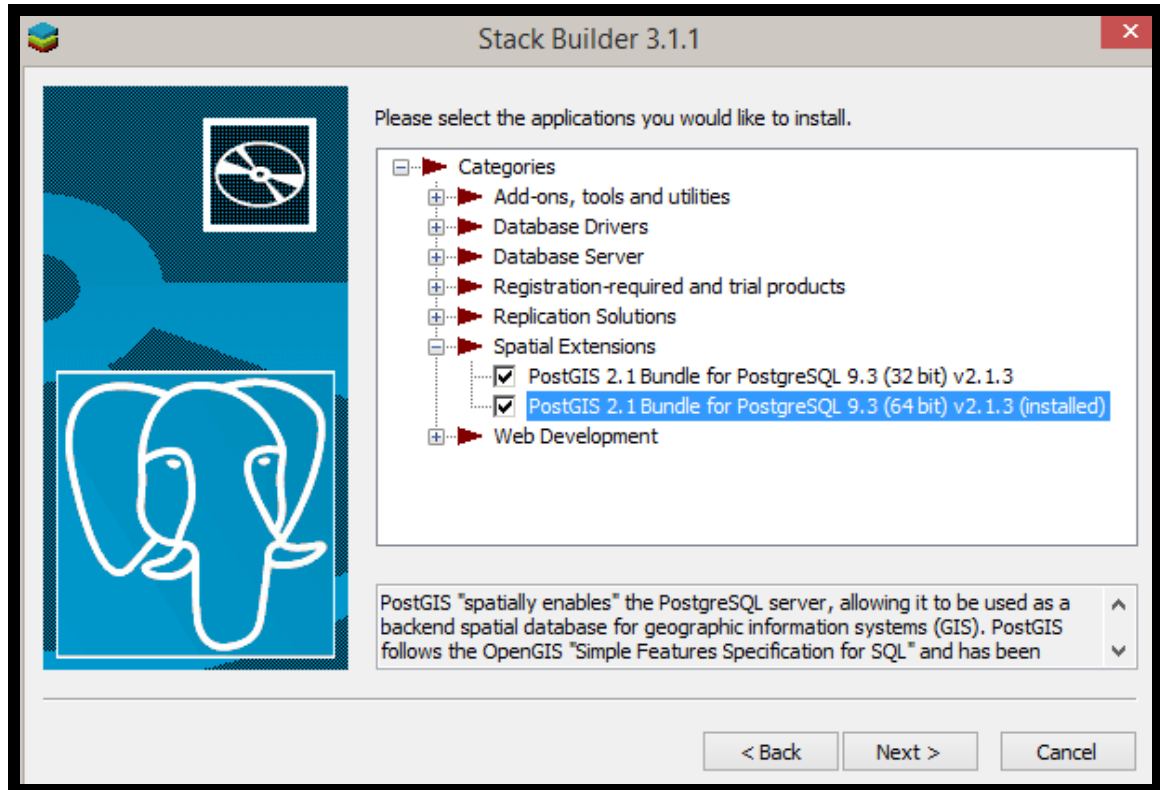 Stack Builder 3.1.1
Please select the applications you would like to install.
Categories
Add-ons, tools and utilities
Database Drivers
Database Server
Registration-required and trial products
Replication Solutions
Spatial Extensions
PostGIS 2.1 Bundle for PostgreSQL 9.3 (32 bit) v2.1.3
PostGIS 2.1 Bundle for PostgreSQL 9.3 (64 bit) v2.1.3 (installed)
Web Development
PostGIS "spatially enables" the PostgreSQL server, allowing it to be used as a
backend spatial database for geographic information systems (GIS). PostGIS
follows the OpenGIS "Simple Features Specification for SQL" and has been
< Back Next > Cancel